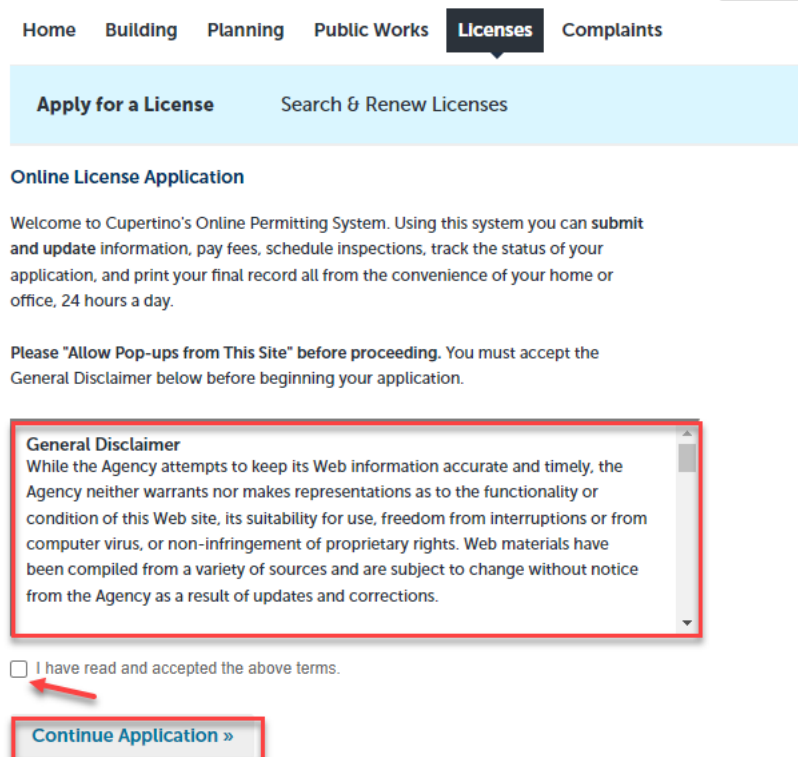 Home Building Planning Public Works Licenses Complaints
Apply for a License Search & Renew Licenses
Online License Application
Welcome to Cupertino's Online Permitting System. Using this system you can submit
and update information, pay fees, schedule inspections, track the status of your
application, and print your final record all from the convenience of your home or
office, 24 hours a day.
Please "Allow Pop-ups from This Site" before proceeding. You must accept the
General Disclaimer below before beginning your application.
General Disclaimer
While the Agency attempts to keep its Web information accurate and timely, the
Agency neither warrants nor makes representations as to the functionality or
condition of this Web site, its suitability for use, freedom from interruptions or from
computer virus, or non-infringement of proprietary rights. Web materials have
been compiled from a variety of sources and are subject to change without notice
from the Agency as a result of updates and corrections.
I have read and accepted the above terms.
Continue Application »